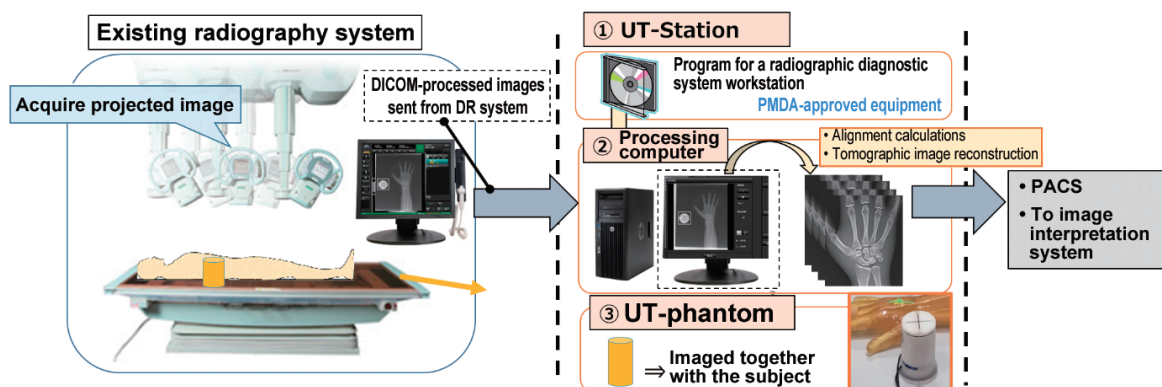 Existing radiography system
Acquire projected image
DICOM-processed images
sent from DR system
① UT-Station
Program for a radiographic diagnostic
system workstation
PMDA-approved equipment
② Processing
computer
• Alignment calculations
• Tomographic image reconstruction
③ UT-phantom
⇒ Imaged together
with the subject
• PACS
• To image
interpretation
system